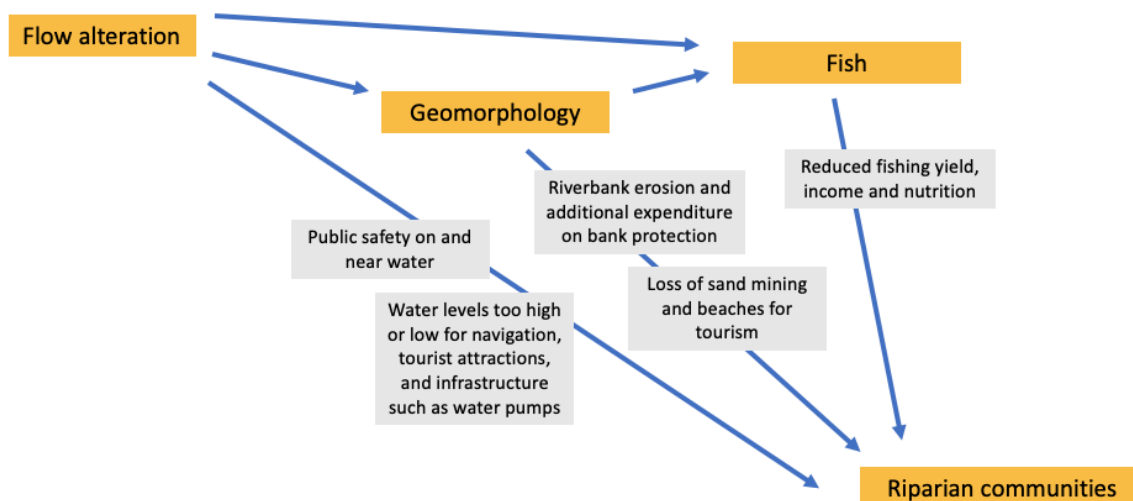 Flow alteration
Fish
Geomorphology
Reduced fishing yield,
income and nutrition
Riverbank erosion and
additional expenditure
on bank protection
Public safety on and
near water
Loss of sand mining
and beaches for
tourism
Water levels too high
or low for navigation,
tourist attractions,
and infrastructure
such as water pumps
Riparian communities